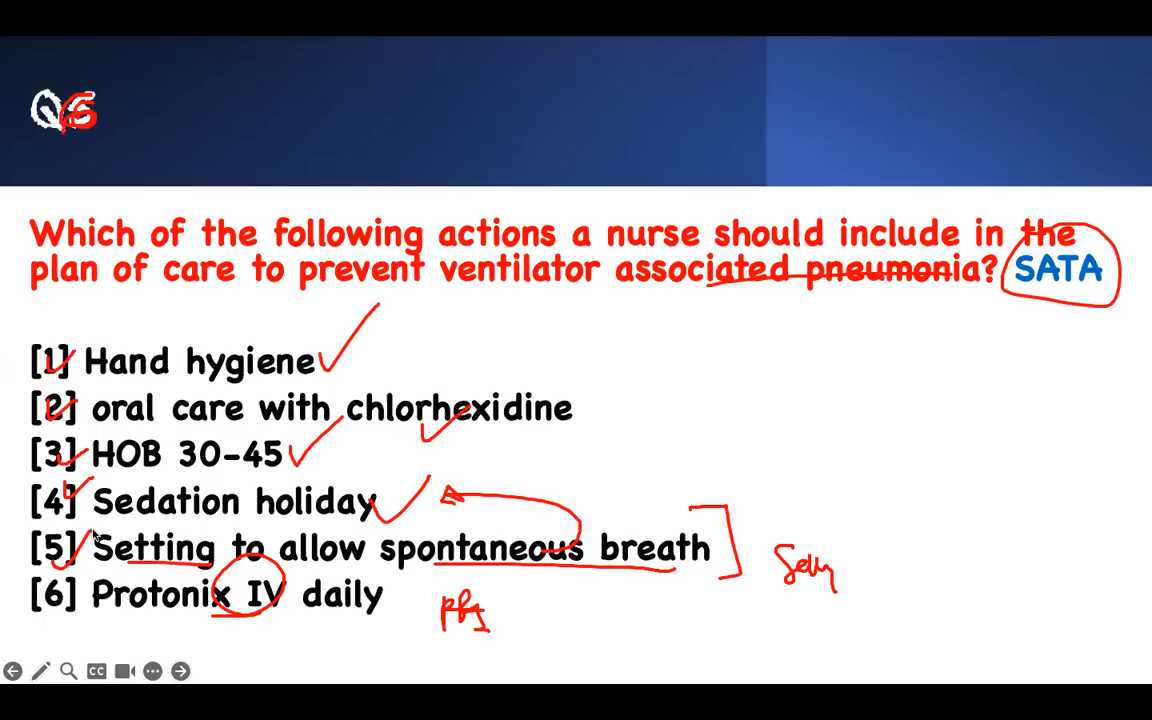 Which of the following actions a nurse should include in the
plan of care to prevent ventilator associated pneumonia? SATA
[1] Hand hygiene
[2] oral care with chlorhexidine
[3] HOB 30-45
[4] Sedation holiday
[5] Setting to allow spontaneous breath
[6] Protonix IV daily